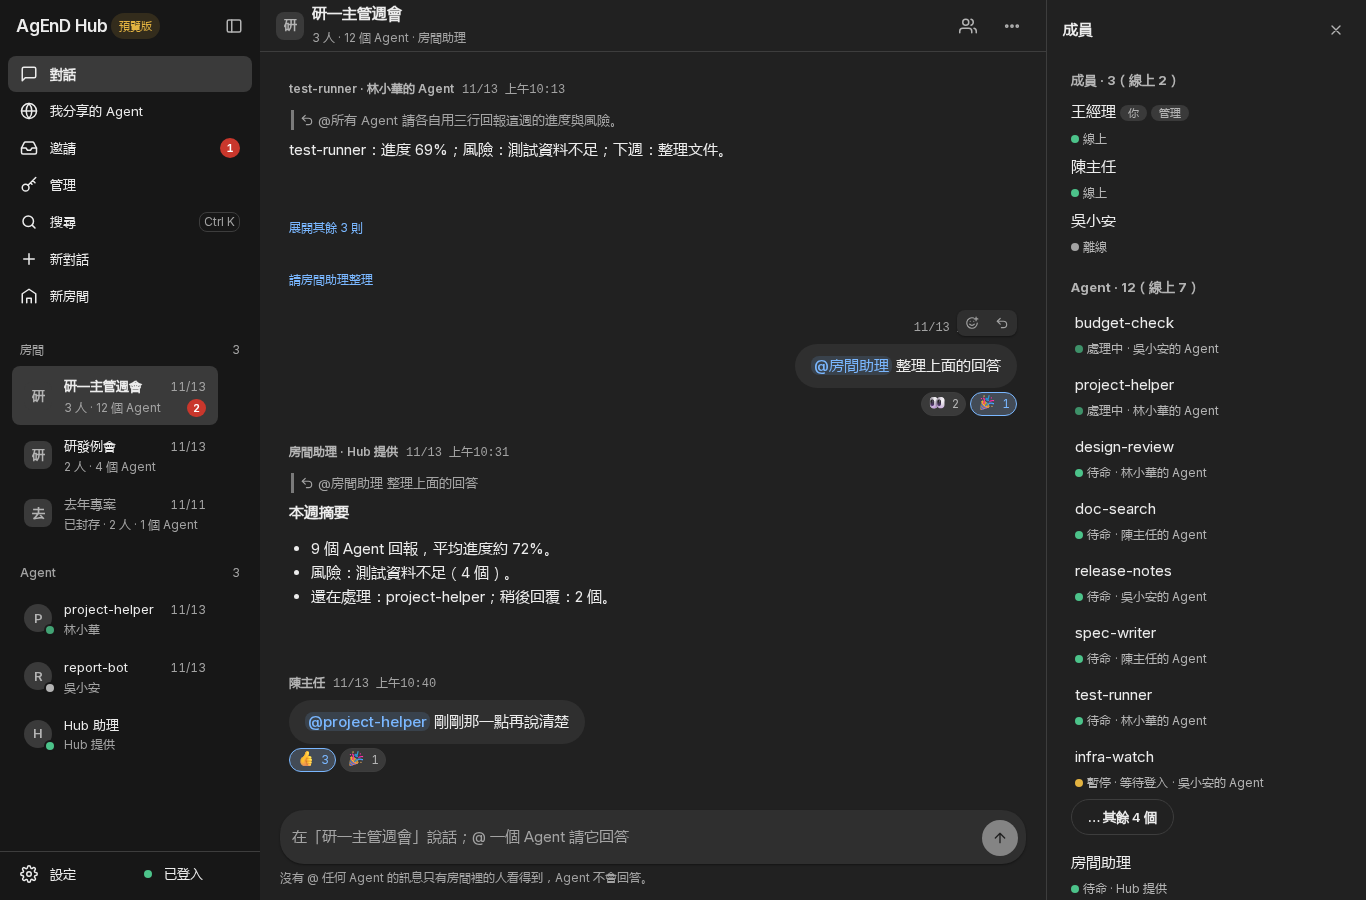 AgEnD Hub 預覽版
對話
我分享的 Agent
邀請 1
管理
搜尋 Ctrl K
新對話
新房間
房間 3
研 研一主管週會 11/13
3 人 · 12 個 Agent 2
研 研發例會 11/13
2 人 · 4 個 Agent
去 去年專案 11/11
已封存 · 2 人 · 1 個 Agent
Agent 3
P project-helper 11/13
林小華
R report-bot 11/13
吳小安
H Hub 助理
Hub 提供
設定 已登入
研 研一主管週會
3 人 · 12 個 Agent · 房間助理
test-runner · 林小華的 Agent 11/13 上午10:13
@所有 Agent 請各自用三行回報這週的進度與風險。
test-runner：進度 69%；風險：測試資料不足；下週：整理文件。
展開其餘 3 則
請房間助理整理
11/13
@房間助理 整理上面的回答
👀 2 🎉 1
房間助理 · Hub 提供 11/13 上午10:31
@房間助理 整理上面的回答
本週摘要
• 9 個 Agent 回報，平均進度約 72%。
• 風險：測試資料不足（4 個）。
• 還在處理：project-helper；稍後回覆：2 個。
陳主任 11/13 上午10:40
@project-helper 剛剛那一點再說清楚
👍 3 🎉 1
在「研一主管週會」說話；@ 一個 Agent 請它回答
沒有 @ 任何 Agent 的訊息只有房間裡的人看得到，Agent 不會回答。
成員
成員 · 3（線上 2）
王經理 你 管理
線上
陳主任
線上
吳小安
離線
Agent · 12（線上 7）
budget-check
處理中 · 吳小安的 Agent
project-helper
處理中 · 林小華的 Agent
design-review
待命 · 林小華的 Agent
doc-search
待命 · 陳主任的 Agent
release-notes
待命 · 吳小安的 Agent
spec-writer
待命 · 陳主任的 Agent
test-runner
待命 · 林小華的 Agent
infra-watch
暫停 · 等待登入 · 吳小安的 Agent
…其餘 4 個
房間助理
待命 · Hub 提供